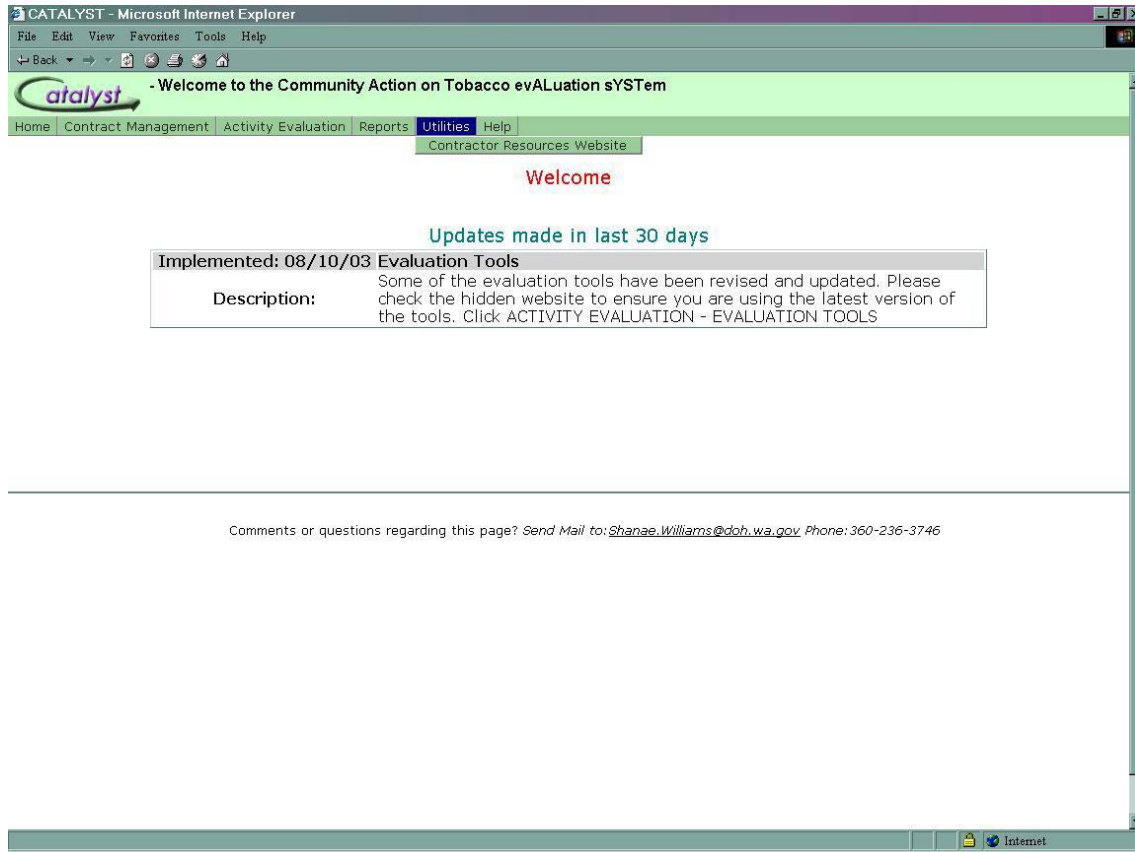 CATALYST - Microsoft Internet Explorer
File Edit View Favorites Tools Help
Back
Catalyst - Welcome to the Community Action on Tobacco evALuation sYSTem
Home Contract Management Activity Evaluation Reports Utilities Help
Contractor Resources Website
Welcome
Updates made in last 30 days
Implemented: 08/10/03 Evaluation Tools
Description: Some of the evaluation tools have been revised and updated. Please
check the hidden website to ensure you are using the latest version of
the tools. Click ACTIVITY EVALUATION - EVALUATION TOOLS
Comments or questions regarding this page? Send Mail to:Shanae.Williams@doh.wa.gov Phone:360-236-3746
Internet